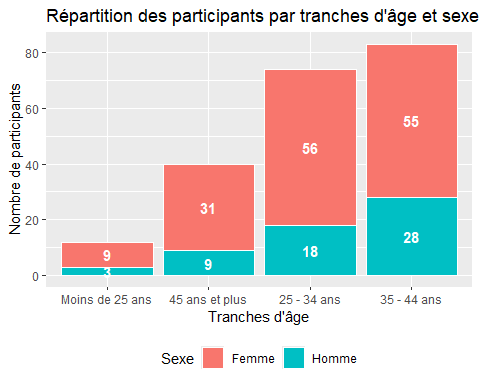 Répartition des participants par tranches d'âge et sexe
Nombre de participants
80
60
40
20
0
9
3
31
9
56
18
55
28
Moins de 25 ans
45 ans et plus
25 - 34 ans
35 - 44 ans
Tranches d'âge
Sexe Femme Homme